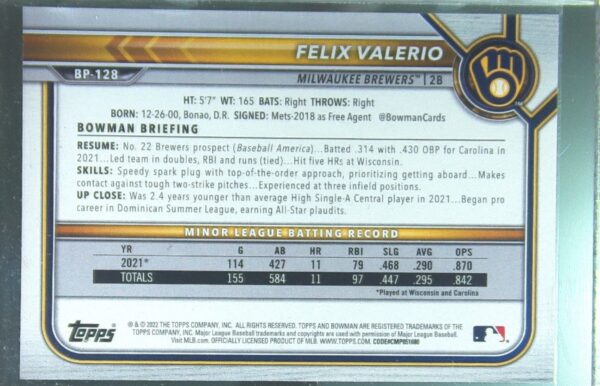 FELIX VALERIO
BP-128
MILWAUKEE BREWERS™ | 2B
HT: 5'7" WT: 165 BATS: Right THROWS: Right
BORN: 12-26-00, Bonao, D.R. SIGNED: Mets-2018 as Free Agent @BowmanCards
BOWMAN BRIEFING
RESUME: No. 22 Brewers prospect (Baseball America)...Batted .314 with .430 OBP for Carolina in
2021...Led team in doubles, RBI and runs (tied)...Hit five HRs at Wisconsin.
SKILLS: Speedy spark plug with top-of-the-order approach, prioritizing getting aboard...Makes
contact against tough two-strike pitches...Experienced at three infield positions.
UP CLOSE: Was 2.4 years younger than average High Single-A Central player in 2021...Began pro
career in Dominican Summer League, earning All-Star plaudits.
MINOR LEAGUE BATTING RECORD
YR G AB HR RBI SLG AVG OPS
2021* 114 427 11 79 .468 .290 .870
TOTALS 155 584 11 97 .447 .295 .842
*Played at Wisconsin and Carolina
Topps
® & © 2022 THE TOPPS COMPANY, INC. ALL RIGHTS RESERVED. TOPPS AND BOWMAN ARE REGISTERED TRADEMARKS OF THE
TOPPS COMPANY, INC. Major League Baseball trademarks and copyrights are used with permission of Major League Baseball.
Visit MLB.com. OFFICIALLY LICENSED PRODUCT OF MLB. WWW.TOPPS.COM. CODE#CMP051080